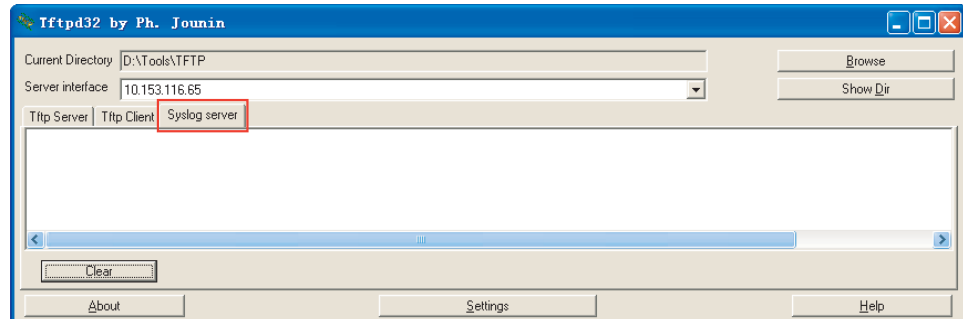 Tftpd32 by Ph. Jounin
Current Directory D:\Tools\TFTP Browse
Server interface 10.153.116.65 Show Dir
Tftp Server Tftp Client Syslog server
Clear
About Settings Help